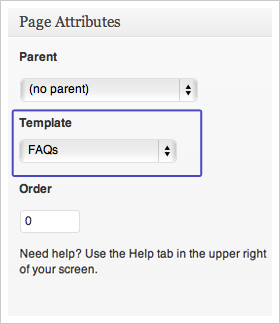 Page Attributes
Parent
(no parent)
Template
FAQs
Order
0
Need help? Use the Help tab in the upper right
of your screen.